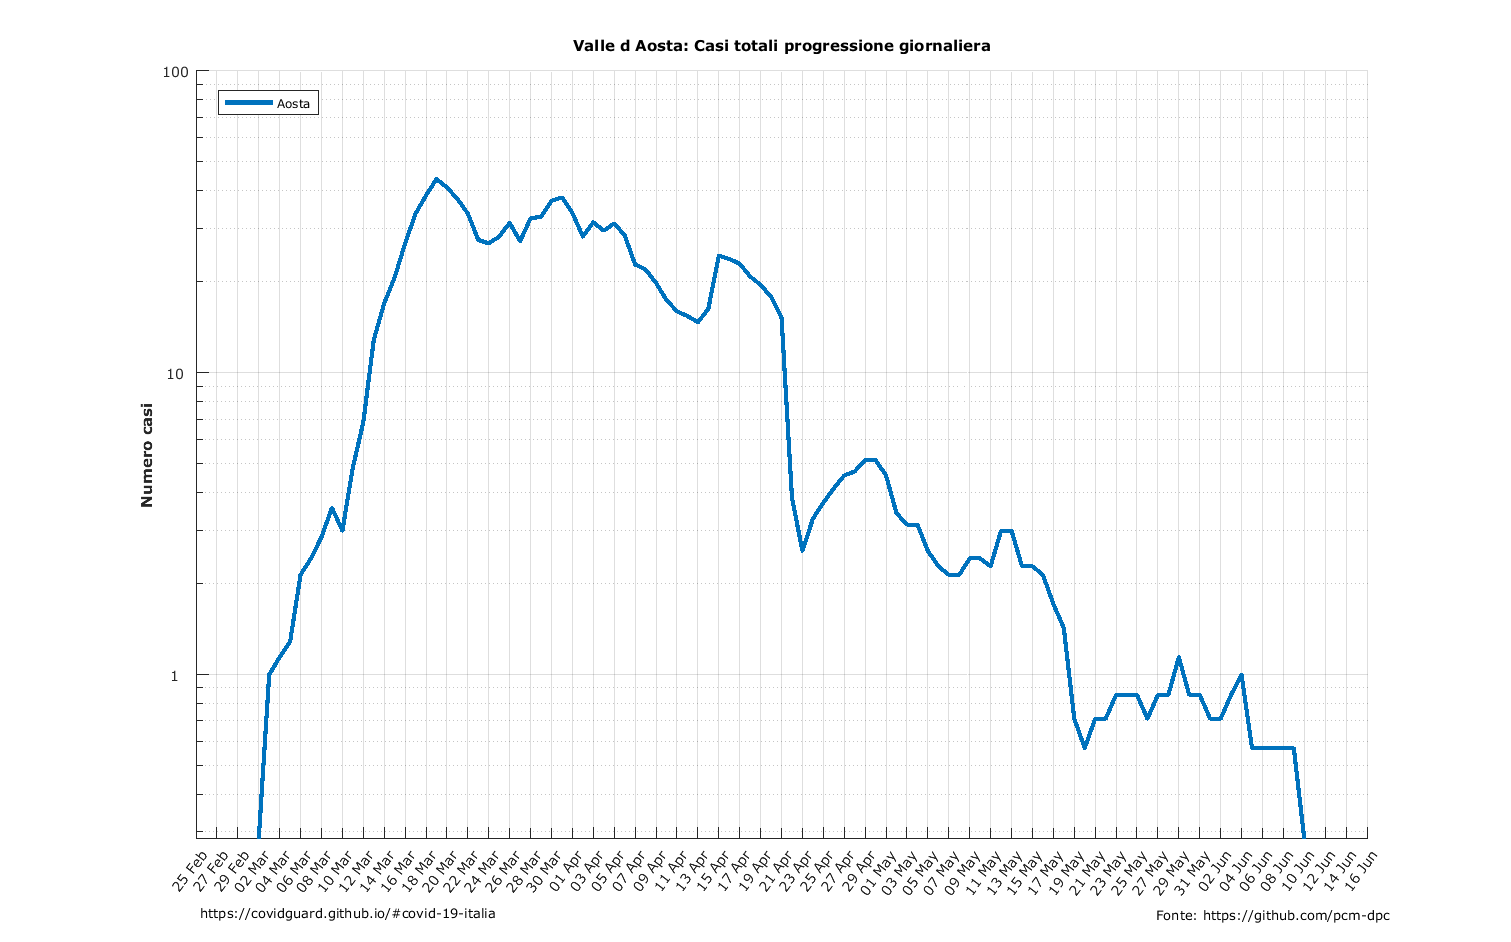 Valle d Aosta: Casi totali progressione giornaliera
100
Aosta
10
Numero casi
1
25 Feb
27 Feb
29 Feb
02 Mar
04 Mar
06 Mar
08 Mar
10 Mar
12 Mar
14 Mar
16 Mar
18 Mar
20 Mar
22 Mar
24 Mar
26 Mar
28 Mar
30 Mar
01 Apr
03 Apr
05 Apr
07 Apr
09 Apr
11 Apr
13 Apr
15 Apr
17 Apr
19 Apr
21 Apr
23 Apr
25 Apr
27 Apr
29 Apr
01 May
03 May
05 May
07 May
09 May
11 May
13 May
15 May
17 May
19 May
21 May
23 May
25 May
27 May
29 May
31 May
02 Jun
04 Jun
06 Jun
08 Jun
10 Jun
12 Jun
14 Jun
16 Jun
https://covidguard.github.io/#covid-19-italia
Fonte: https://github.com/pcm-dpc